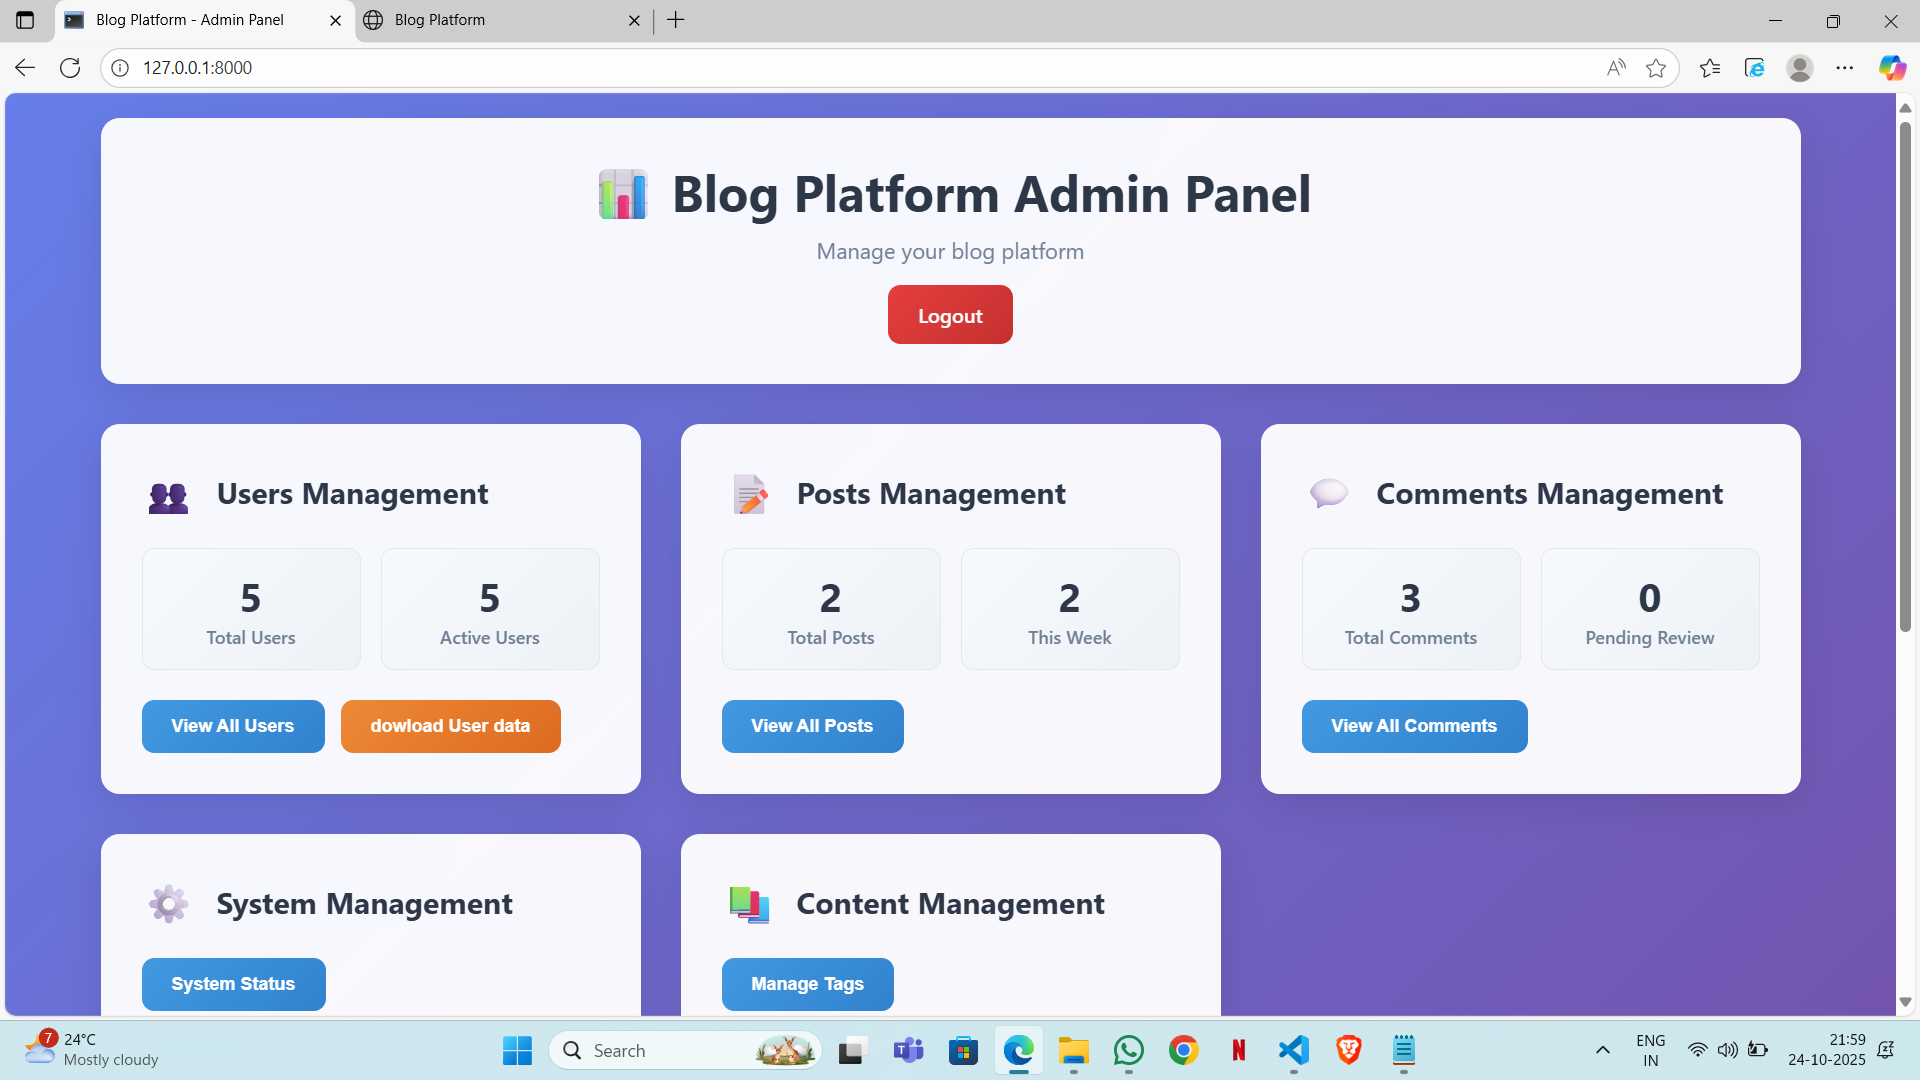 Blog Platform - Admin Panel
Blog Platform
127.0.0.1:8000
Blog Platform Admin Panel
Manage your blog platform
Logout
Users Management
5
Total Users
5
Active Users
View All Users
dowload User data
Posts Management
2
Total Posts
2
This Week
View All Posts
Comments Management
3
Total Comments
0
Pending Review
View All Comments
System Management
System Status
Content Management
Manage Tags
7
24°C
Mostly cloudy
Search
N
ENG
IN
21:59
24-10-2025